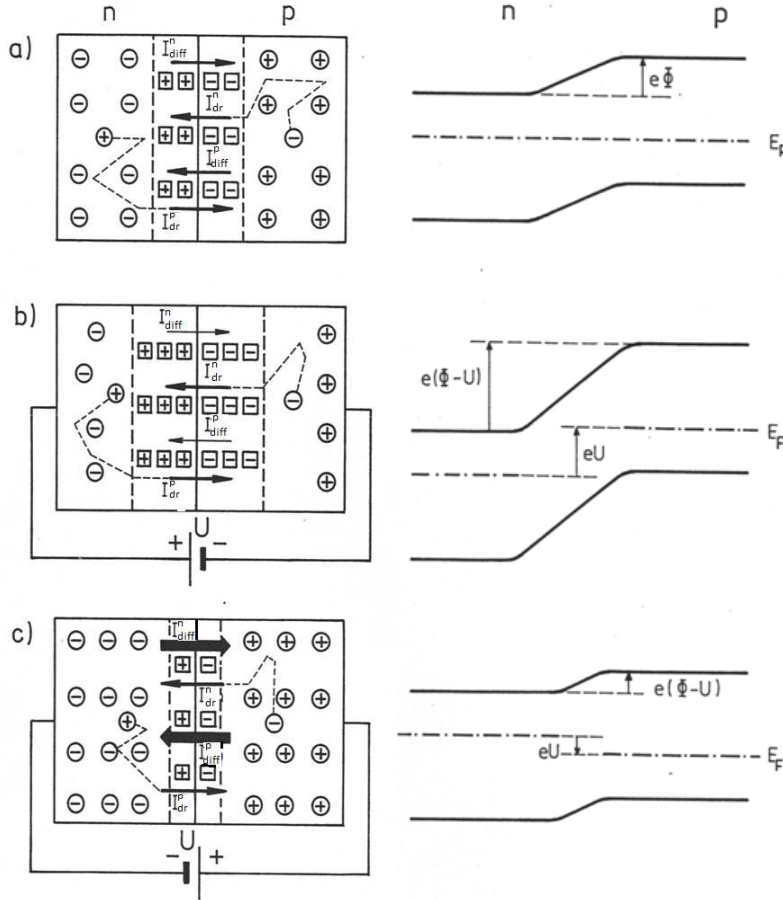 n p n p
a)
I^n_diff
I^n_dr
I^p_diff
I^p_dr
eΦ
E_F
b)
I^n_diff
I^n_dr
I^p_diff
I^p_dr
U
+ −
e(Φ-U)
eU
E_F
c)
I^n_diff
I^n_dr
I^p_diff
I^p_dr
U
− +
e(Φ-U)
eU
E_F